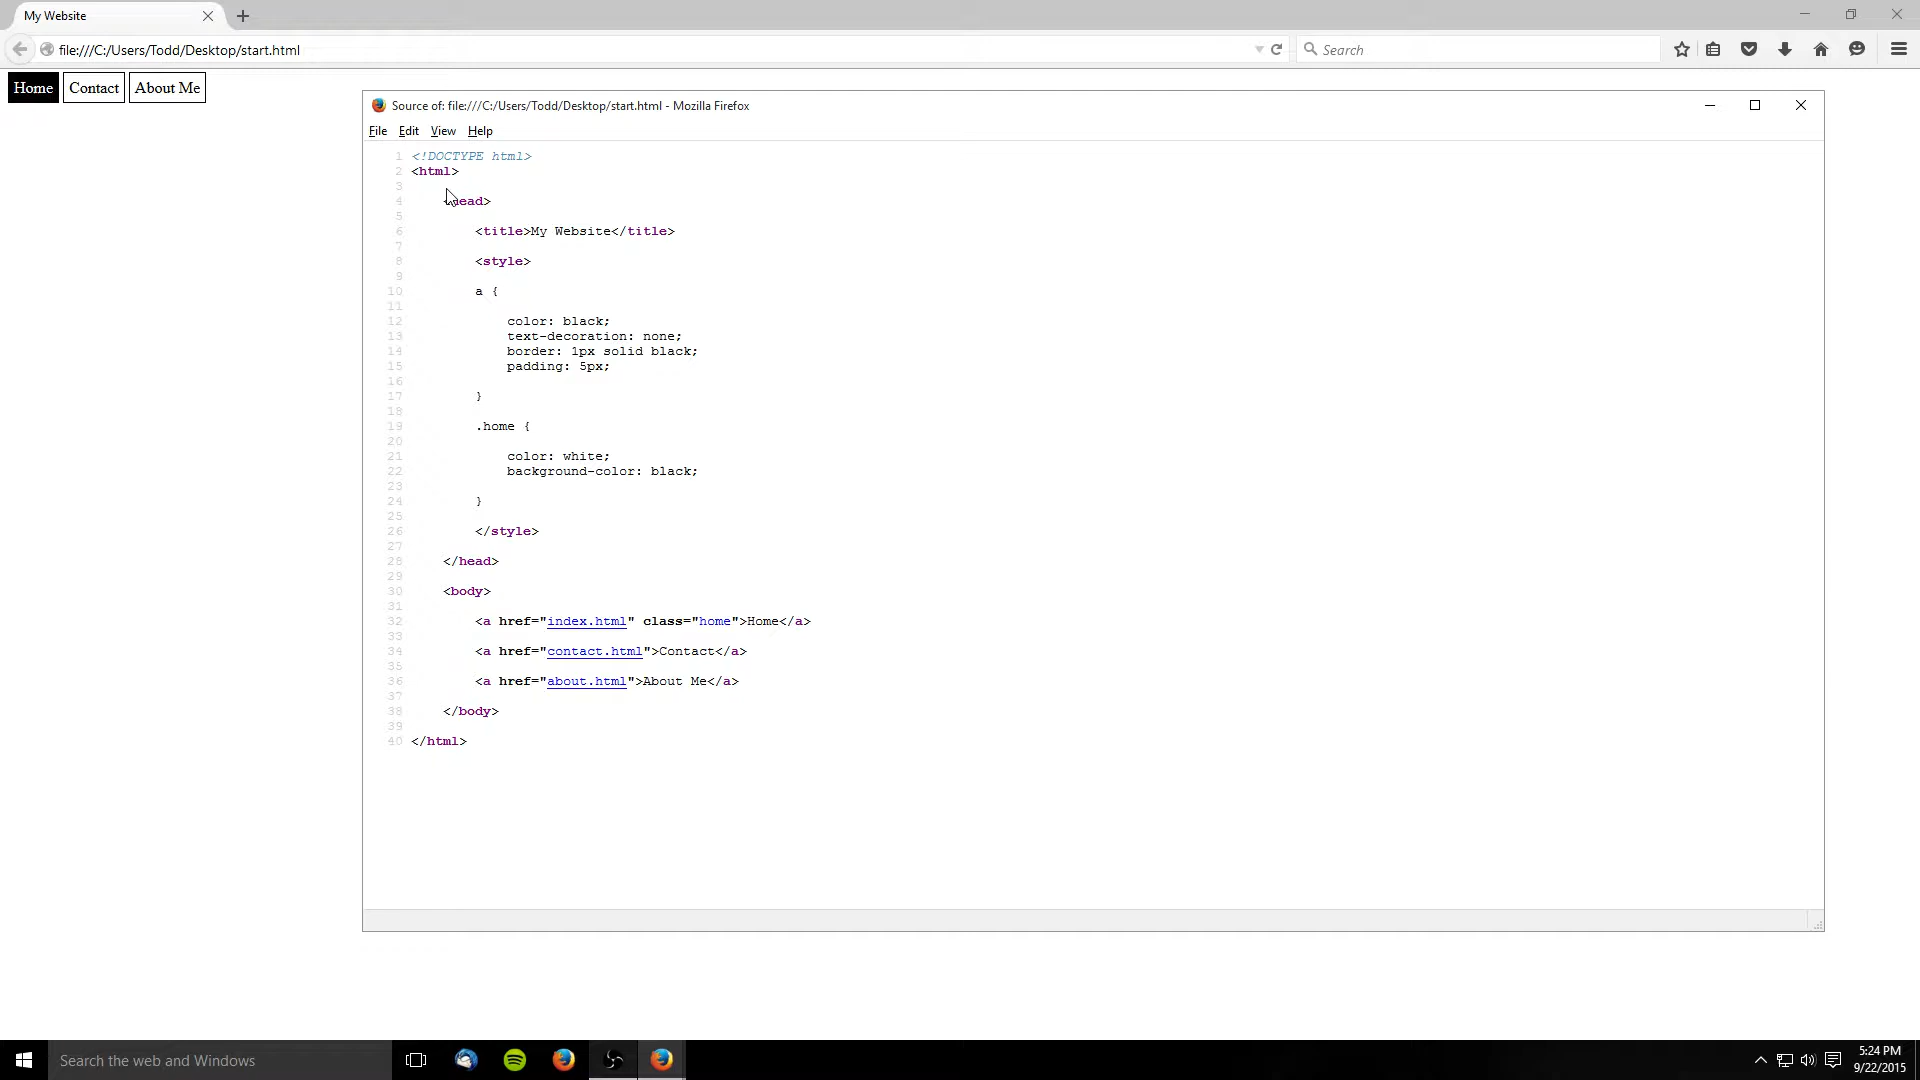 My Website
file:///C:/Users/Todd/Desktop/start.html
Search
Home Contact About Me
Source of: file:///C:/Users/Todd/Desktop/start.html - Mozilla Firefox
File Edit View Help
1 <!DOCTYPE html>
2 <html>
3
4 <head>
5
6 <title>My Website</title>
7
8 <style>
9
10 a {
11
12 color: black;
13 text-decoration: none;
14 border: 1px solid black;
15 padding: 5px;
16
17 }
18
19 .home {
20
21 color: white;
22 background-color: black;
23
24 }
25
26 </style>
27
28 </head>
29
30 <body>
31
32 <a href="index.html" class="home">Home</a>
33
34 <a href="contact.html">Contact</a>
35
36 <a href="about.html">About Me</a>
37
38 </body>
39
40 </html>
Search the web and Windows
5:24 PM
9/22/2015